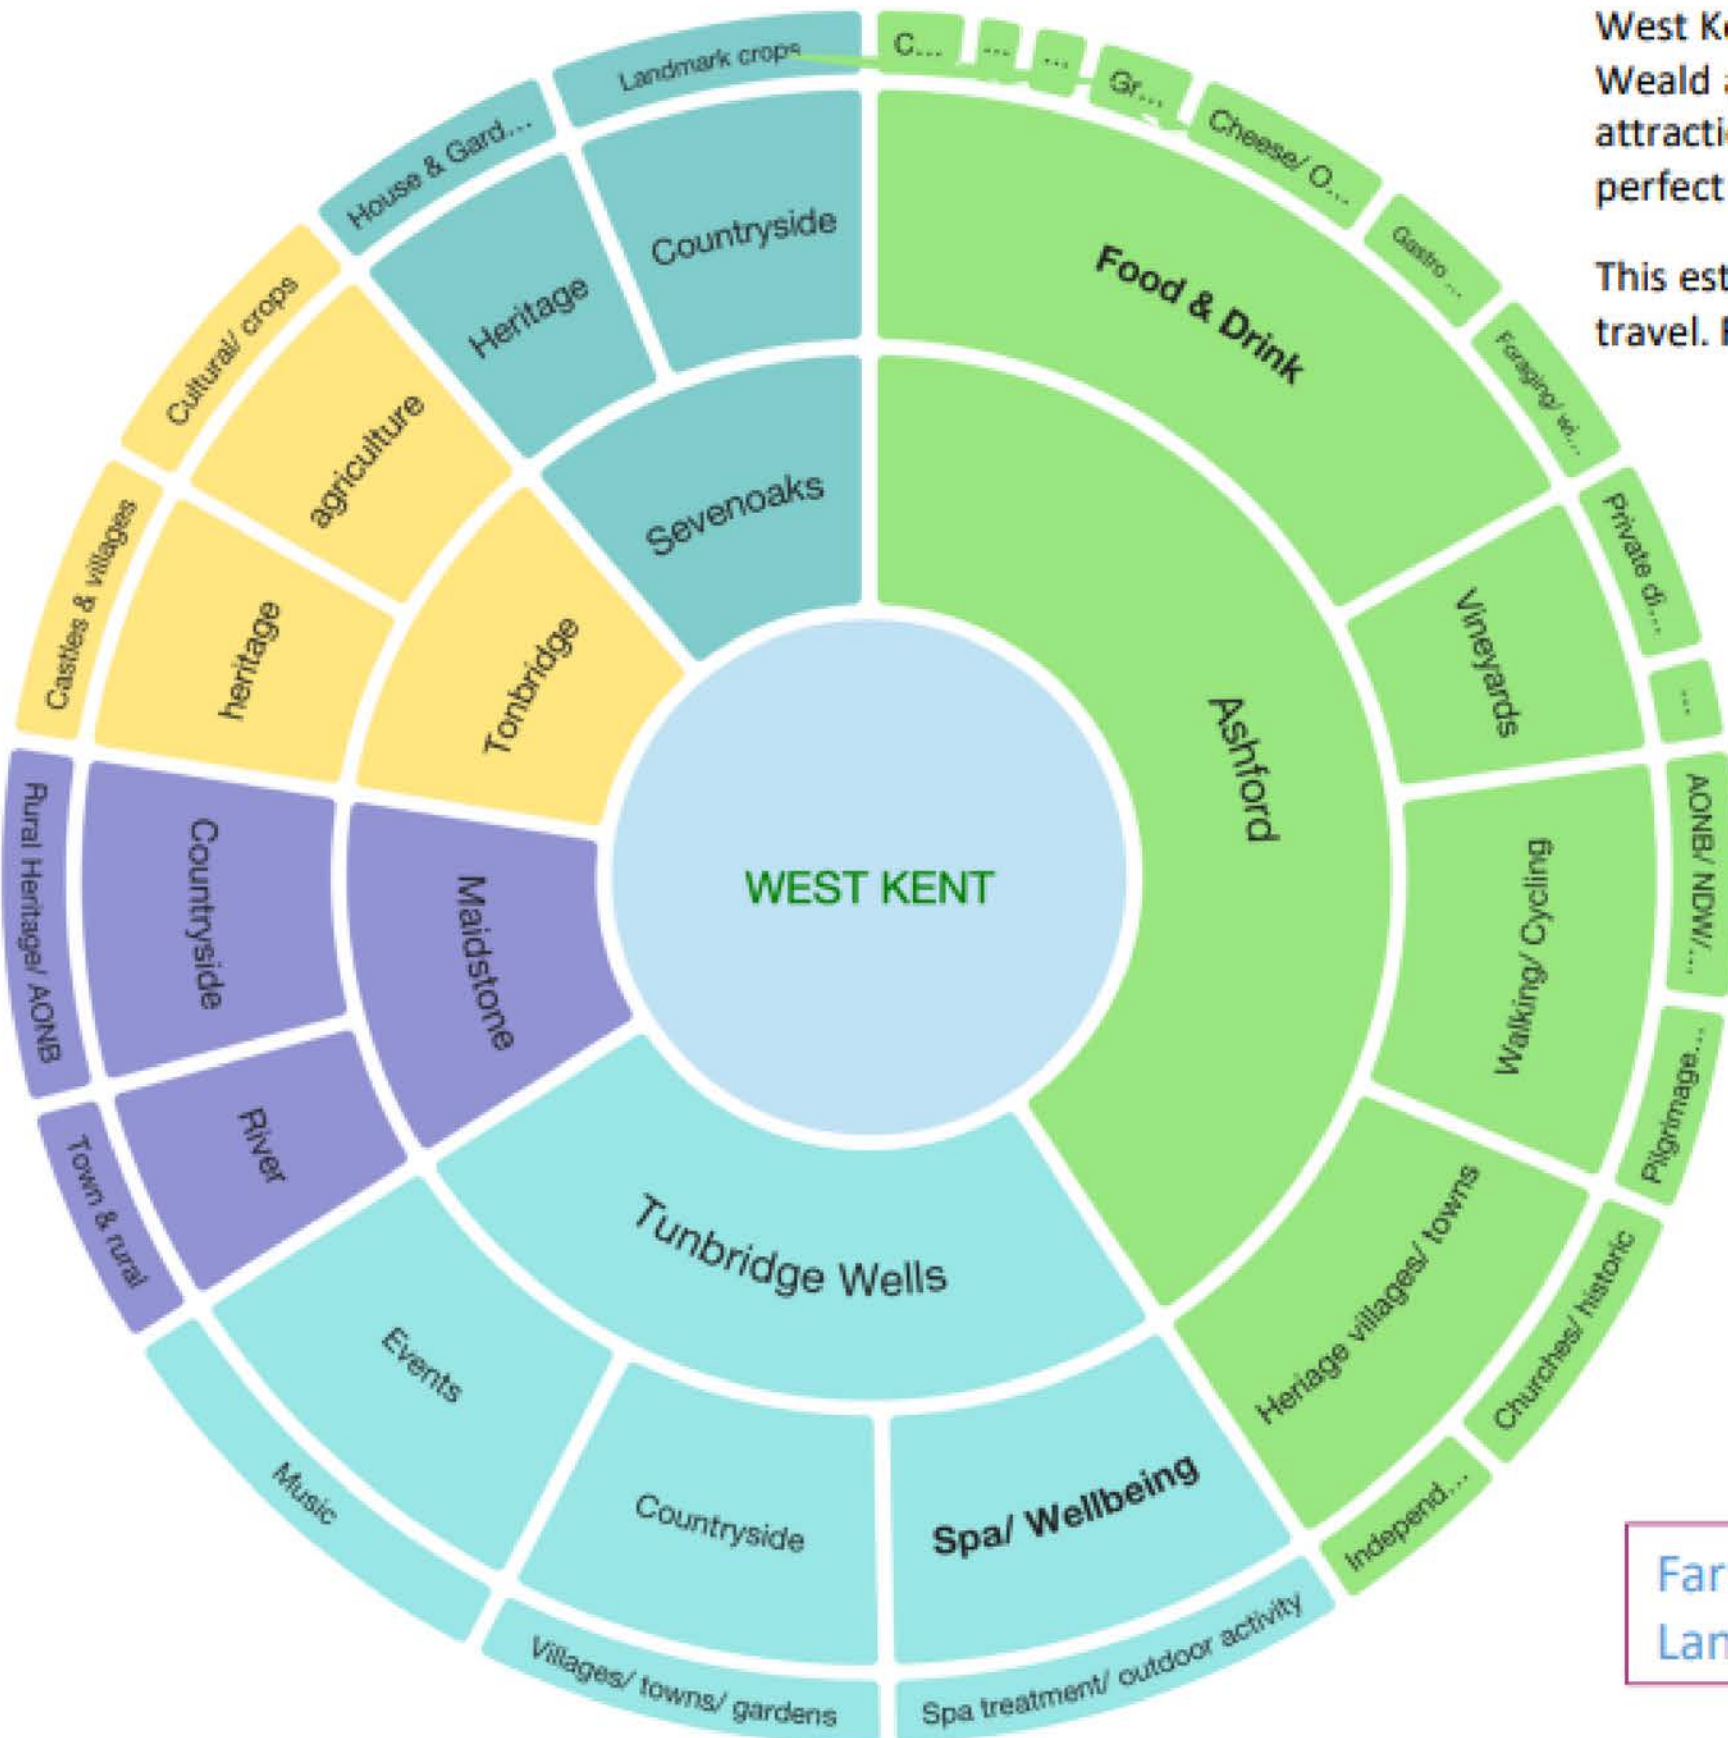 WEST KENT
Ashford
Food & Drink
C...
...
...
Gr...
Cheese/ O...
Gastro...
Foraging/ wi...
Vineyards
Private di...
...
Walking/ Cycling
AONB/ NDW/...
Pilgrimage...
Heriage villages/ towns
Churches/ historic
Independ...
Tunbridge Wells
Spa/ Wellbeing
Spa treatment/ outdoor activity
Countryside
Villages/ towns/ gardens
Events
Music
Maidstone
River
Town & rural
Countryside
Rural Heritage/ AONB
Tonbridge
heritage
Castles & villages
agriculture
Cultural/ crops
Sevenoaks
Heritage
House & Gard...
Countryside
Landmark crops
West Ke
Weald a
attractio
perfect
This est
travel.
Far
Lan